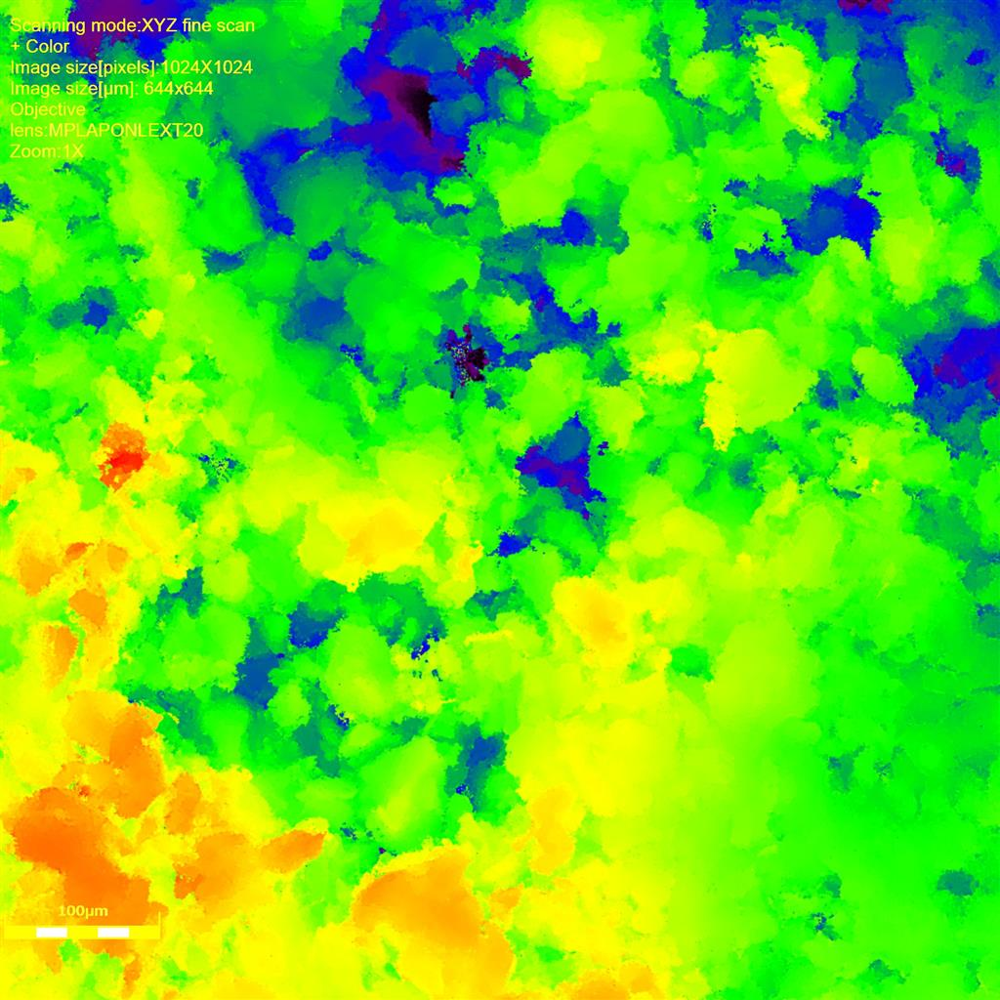 Scanning mode:XYZ fine scan
+ Color
Image size[pixels]:1024X1024
Image size[µm]: 644x644
Objective
lens:MPLAPONLEXT20
Zoom:1X
100µm